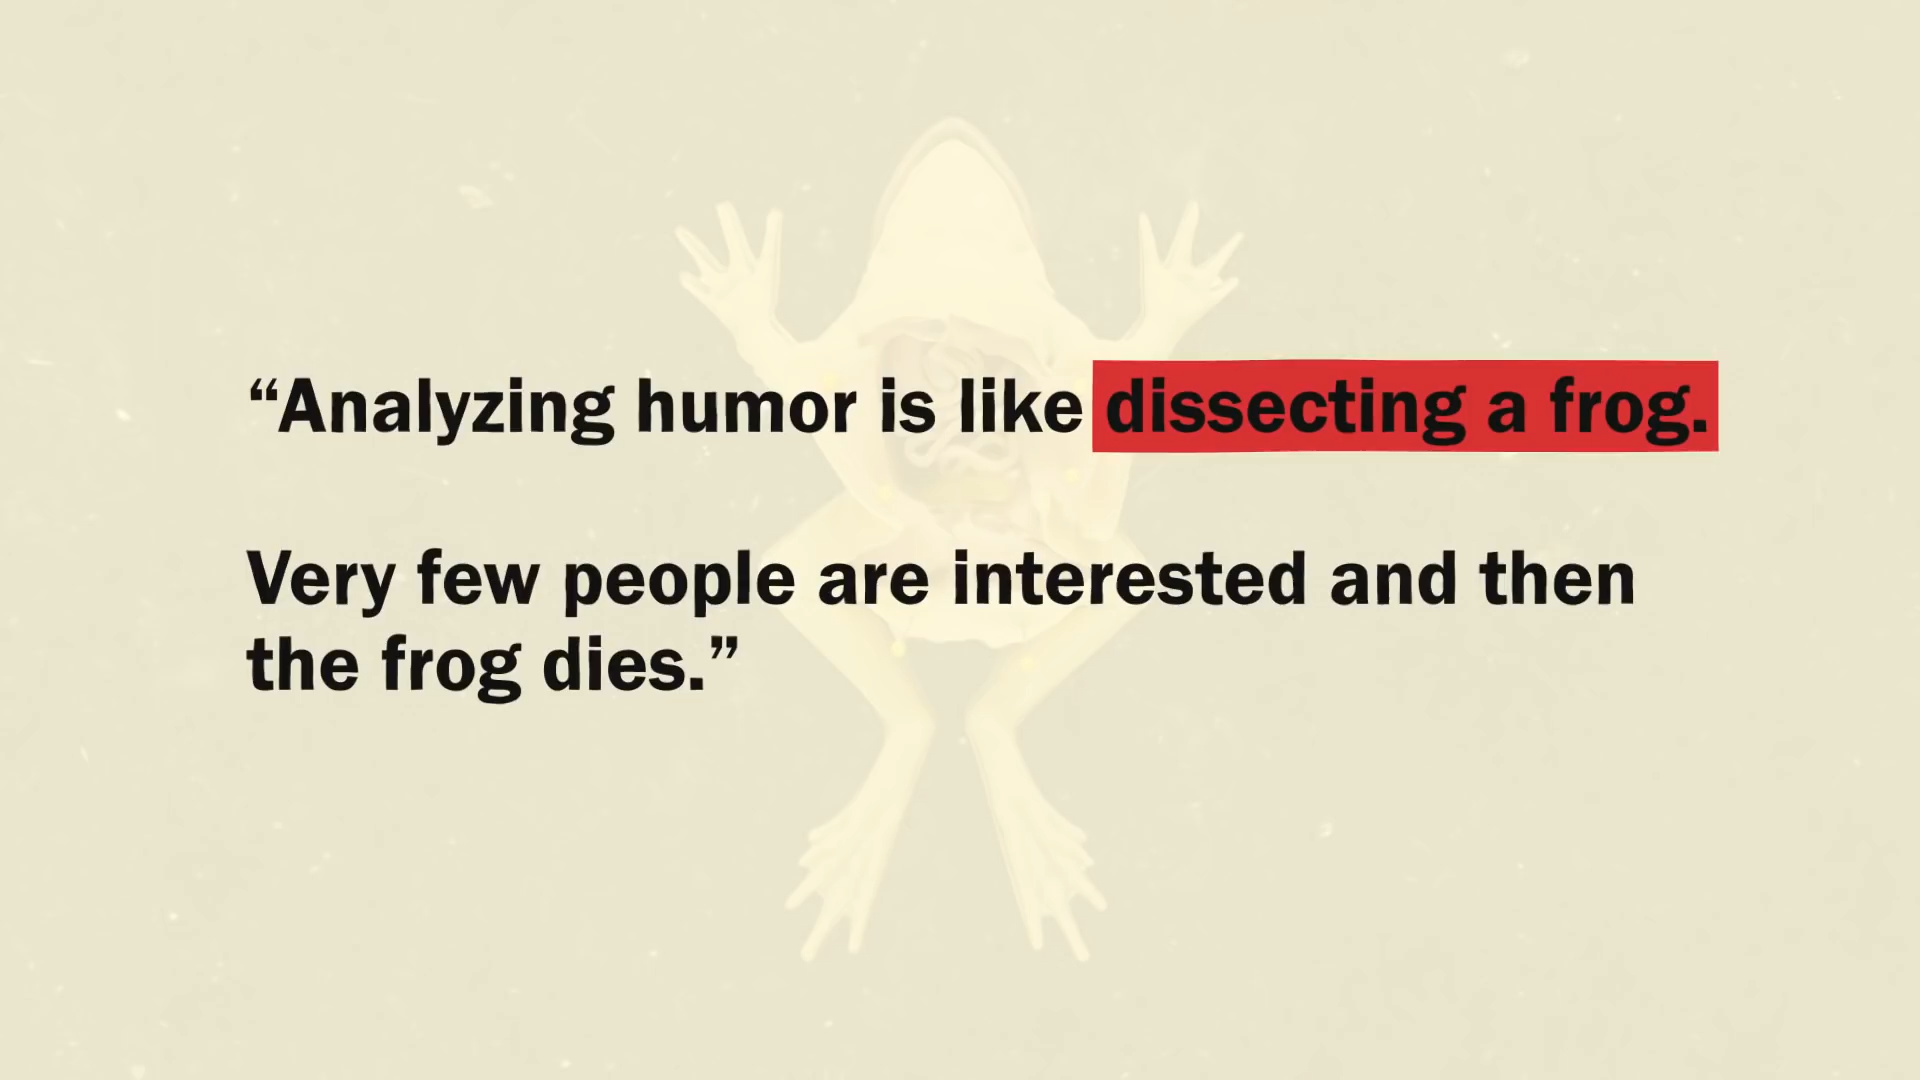 “Analyzing humor is like dissecting a frog.
Very few people are interested and then
the frog dies.”